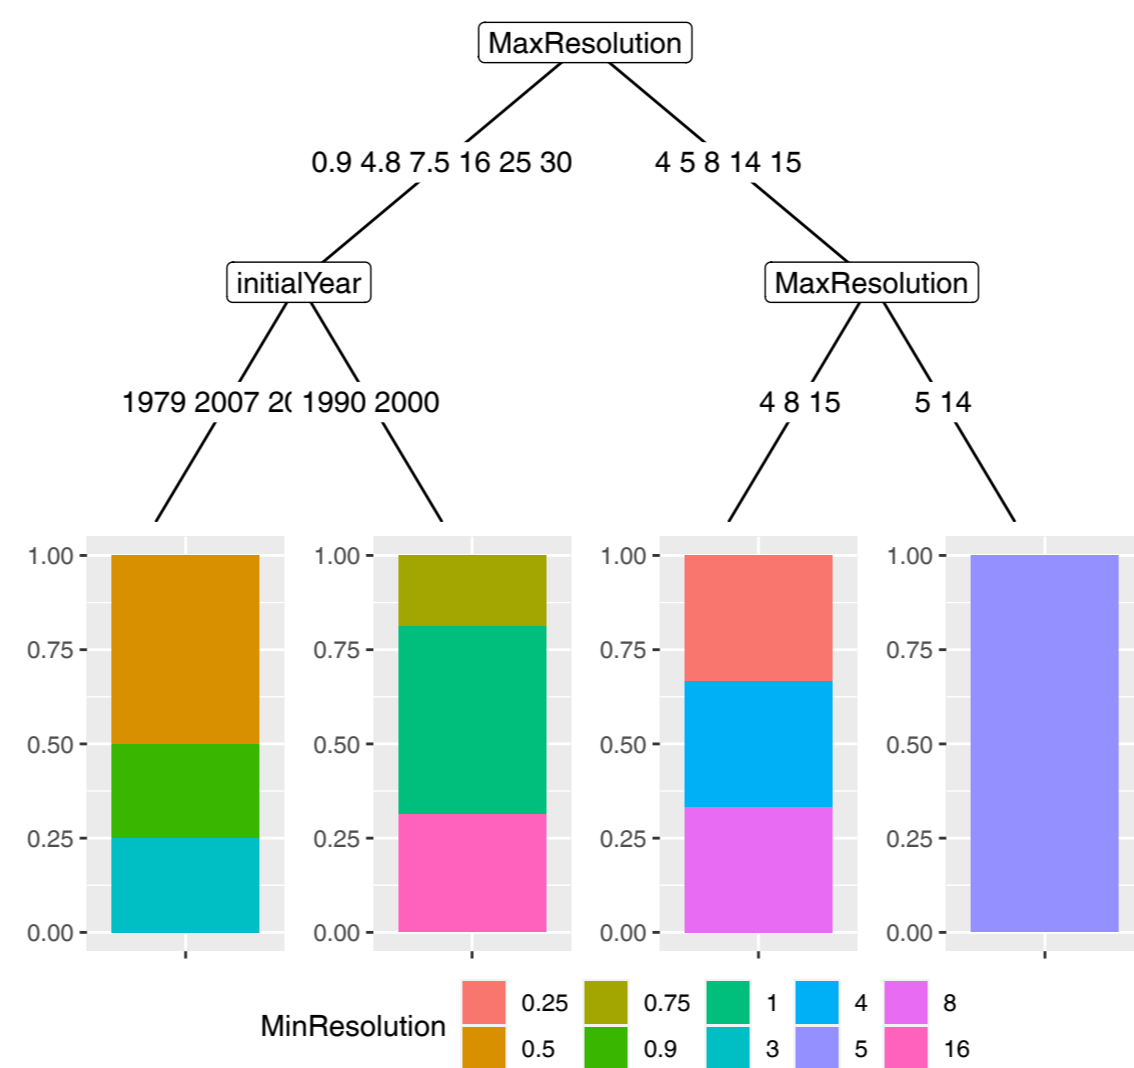 MaxResolution
0.9 4.8 7.5 16 25 30 4 5 8 14 15
initialYear MaxResolution
1979 2007 1990 2000 4 8 15 5 14
1.00 1.00 1.00 1.00
0.75 0.75 0.75 0.75
0.50 0.50 0.50 0.50
0.25 0.25 0.25 0.25
0.00 0.00 0.00 0.00
MinResolution
0.25 0.75 1 4 8
0.5 0.9 3 5 16